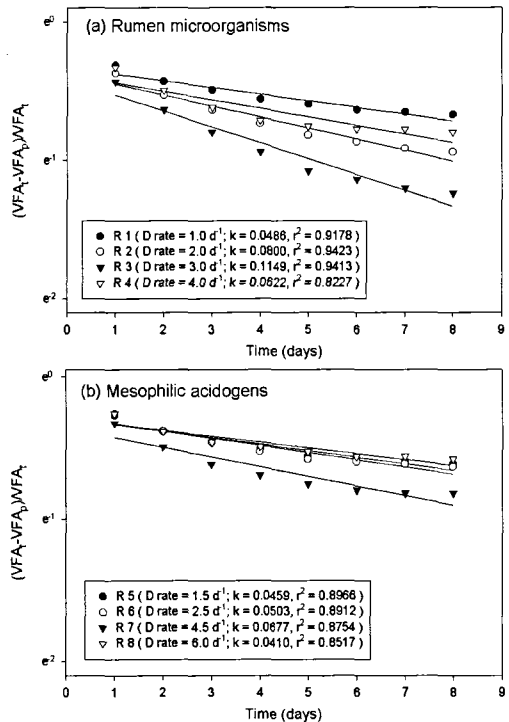 (a) Rumen microorganisms
e0
e-1
e-2
(VFAt-VFAp)/VFAt
R 1 ( D rate = 1.0 d-1; k = 0.0486, r2 = 0.9178 )
R 2 ( D rate = 2.0 d-1; k = 0.0800, r2 = 0.9423 )
R 3 ( D rate = 3.0 d-1; k = 0.1149, r2 = 0.9413 )
R 4 ( D rate = 4.0 d-1; k = 0.0622, r2 = 0.8227 )
0 1 2 3 4 5 6 7 8 9
Time (days)
(b) Mesophilic acidogens
e0
e-1
e-2
(VFAt-VFAp)/VFAt
R 5 ( D rate = 1.5 d-1; k = 0.0459, r2 = 0.8966 )
R 6 ( D rate = 2.5 d-1; k = 0.0503, r2 = 0.8912 )
R 7 ( D rate = 4.5 d-1; k = 0.0677, r2 = 0.8754 )
R 8 ( D rate = 6.0 d-1; k = 0.0410, r2 = 0.8517 )
0 1 2 3 4 5 6 7 8 9
Time (days)